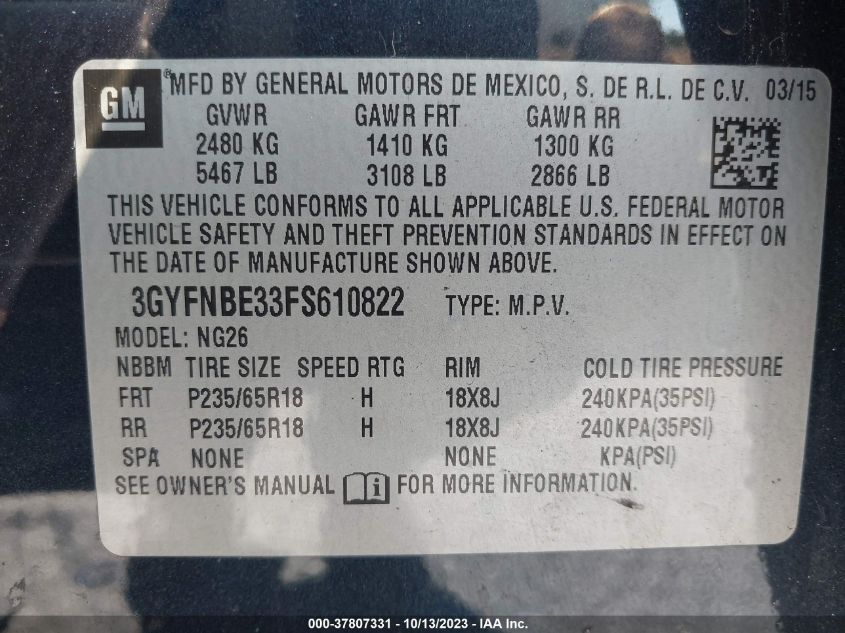 GM ® MFD BY GENERAL MOTORS DE MEXICO, S. DE R.L. DE C.V. 03/15
GVWR GAWR FRT GAWR RR
2480 KG 1410 KG 1300 KG
5467 LB 3108 LB 2866 LB
THIS VEHICLE CONFORMS TO ALL APPLICABLE U.S. FEDERAL MOTOR
VEHICLE SAFETY AND THEFT PREVENTION STANDARDS IN EFFECT ON
THE DATE OF MANUFACTURE SHOWN ABOVE.
3GYFNBE33FS610822 TYPE: M.P.V.
MODEL: NG26
NBBM TIRE SIZE SPEED RTG RIM COLD TIRE PRESSURE
FRT P235/65R18 H 18X8J 240KPA(35PSI)
RR P235/65R18 H 18X8J 240KPA(35PSI)
SPA NONE NONE KPA(PSI)
SEE OWNER'S MANUAL i FOR MORE INFORMATION.
000-37807331 - 10/13/2023 - IAA Inc.